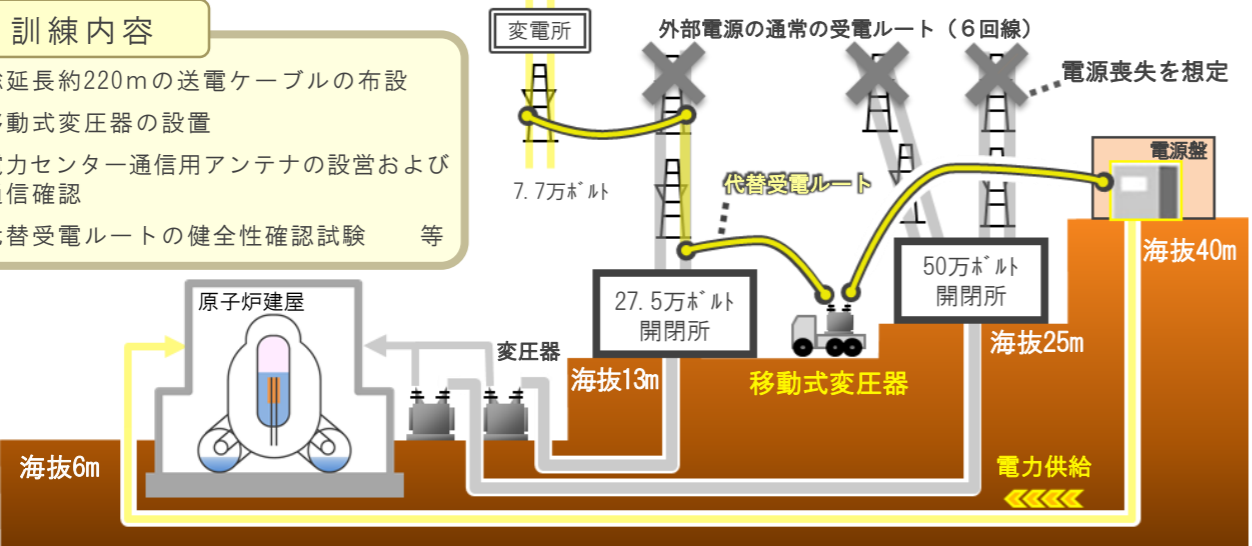 訓練内容
延長約220mの送電ケーブルの布設
動式変圧器の設置
力センター通信用アンテナの設営および
信確認
替受電ルートの健全性確認試験　等
変電所
7.7万ﾎﾞﾙﾄ
外部電源の通常の受電ルート（6回線）
電源喪失を想定
電源盤
代替受電ルート
海抜40m
50万ﾎﾞﾙﾄ
開閉所
27.5万ﾎﾞﾙﾄ
開閉所
海抜25m
原子炉建屋
変圧器
海抜13m
移動式変圧器
海抜6m
電力供給